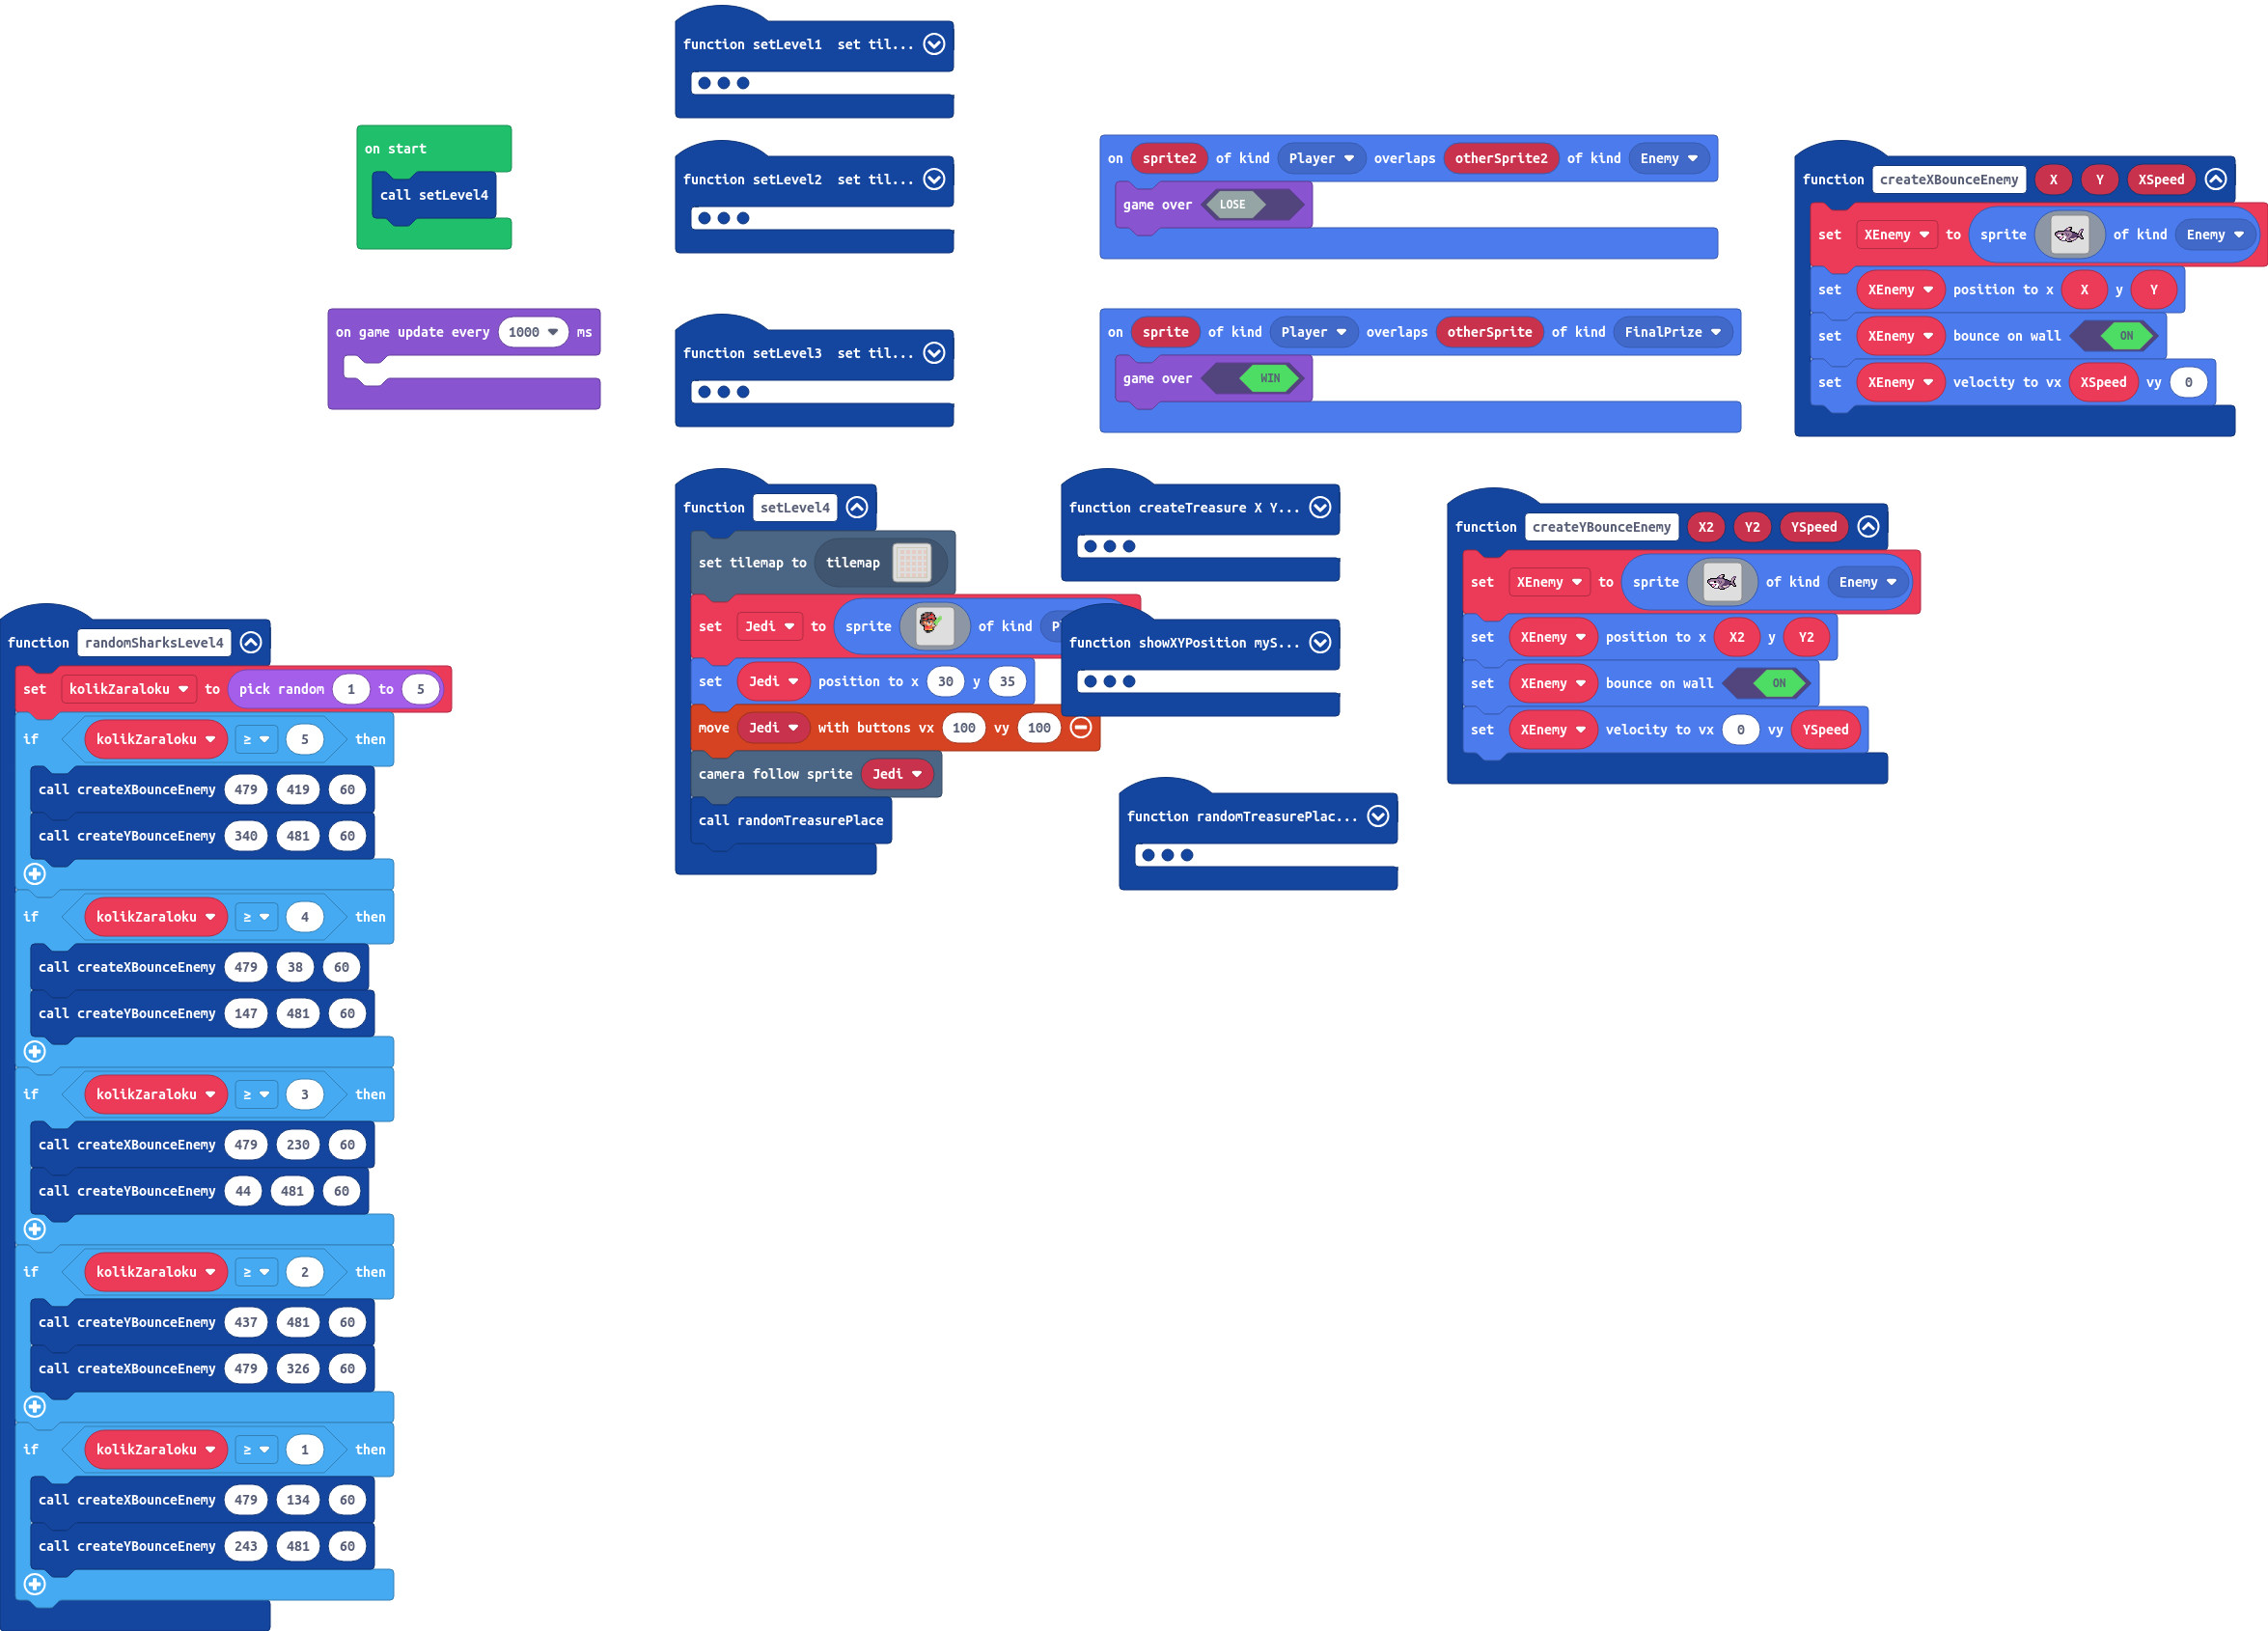 function setLevel1 set til...
on start
call setLevel4
function setLevel2 set til...
on game update every 1000 ms
function setLevel3 set til...
on sprite2 of kind Player overlaps otherSprite2 of kind Enemy
game over LOSE
on sprite of kind Player overlaps otherSprite of kind FinalPrize
game over WIN
function createXBounceEnemy X Y XSpeed
set XEnemy to sprite of kind Enemy
set XEnemy position to x X y Y
set XEnemy bounce on wall ON
set XEnemy velocity to vx XSpeed vy 0
function setLevel4
set tilemap to tilemap
set Jedi to sprite of kind
set Jedi position to x 30 y 35
move Jedi with buttons vx 100 vy 100
camera follow sprite Jedi
call randomTreasurePlace
function createTreasure X Y...
function showXYPosition myS...
function randomTreasurePlac...
function createYBounceEnemy X2 Y2 YSpeed
set XEnemy to sprite of kind Enemy
set XEnemy position to x X2 y Y2
set XEnemy bounce on wall ON
set XEnemy velocity to vx 0 vy YSpeed
function randomSharksLevel4
set kolikZaraloku to pick random 1 to 5
if kolikZaraloku ≥ 5 then
call createXBounceEnemy 479 419 60
call createYBounceEnemy 340 481 60
if kolikZaraloku ≥ 4 then
call createXBounceEnemy 479 38 60
call createYBounceEnemy 147 481 60
if kolikZaraloku ≥ 3 then
call createXBounceEnemy 479 230 60
call createYBounceEnemy 44 481 60
if kolikZaraloku ≥ 2 then
call createYBounceEnemy 437 481 60
call createXBounceEnemy 479 326 60
if kolikZaraloku ≥ 1 then
call createXBounceEnemy 479 134 60
call createYBounceEnemy 243 481 60